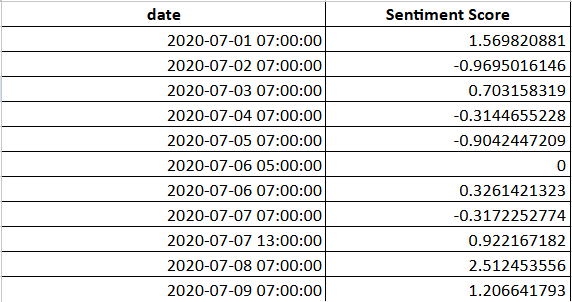 date Sentiment Score
2020-07-01 07:00:00 1.569820881
2020-07-02 07:00:00 -0.9695016146
2020-07-03 07:00:00 0.703158319
2020-07-04 07:00:00 -0.3144655228
2020-07-05 07:00:00 -0.9042447209
2020-07-06 05:00:00 0
2020-07-06 07:00:00 0.3261421323
2020-07-07 07:00:00 -0.3172252774
2020-07-07 13:00:00 0.922167182
2020-07-08 07:00:00 2.512453556
2020-07-09 07:00:00 1.206641793